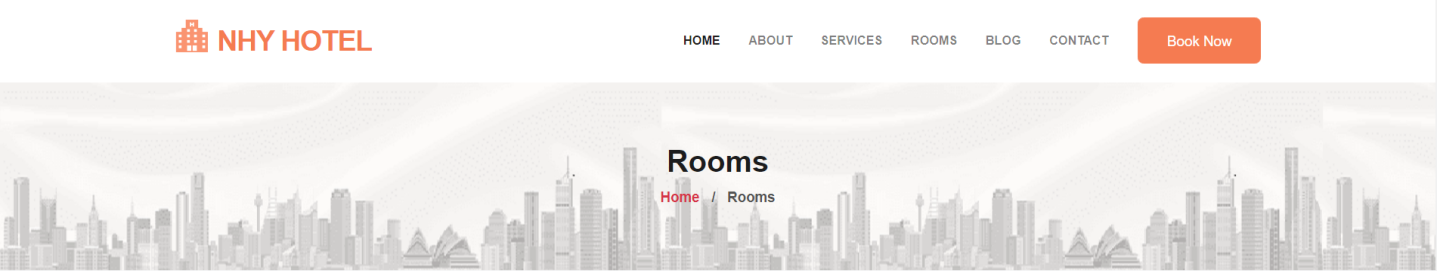 NHY HOTEL
HOME ABOUT SERVICES ROOMS BLOG CONTACT Book Now
Rooms
Home / Rooms